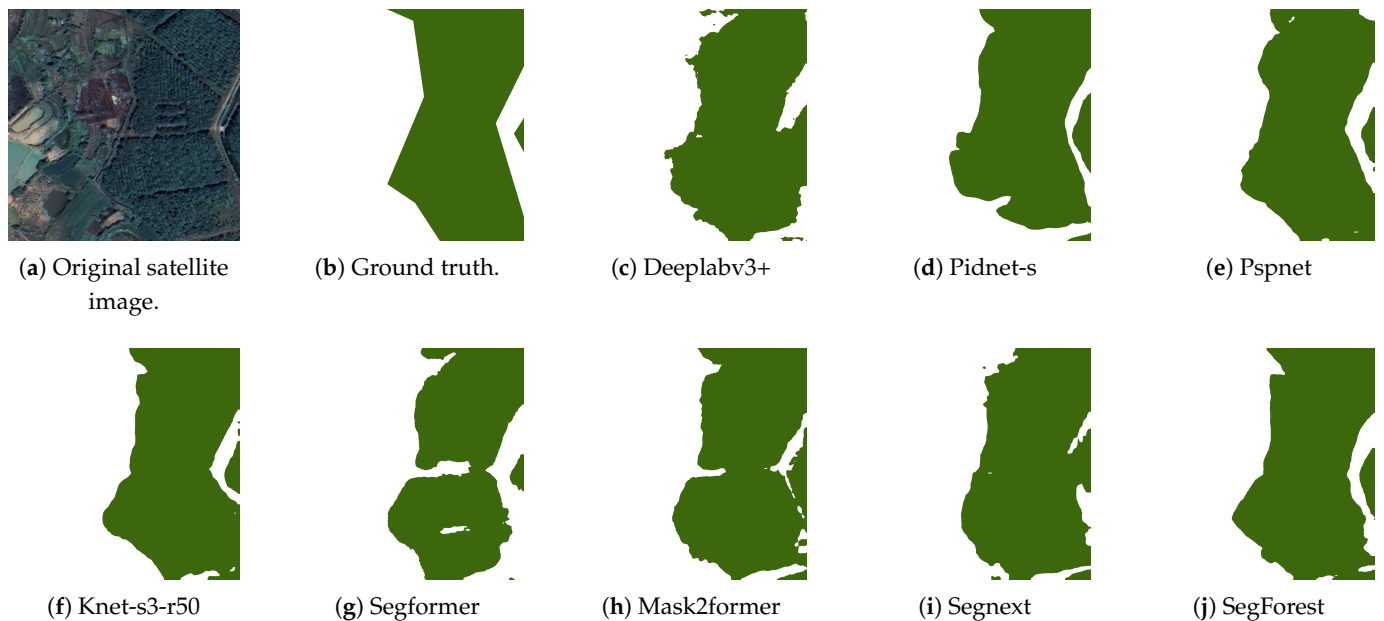 (a) Original satellite
image.
(b) Ground truth.
(c) Deeplabv3+
(d) Pidnet-s
(e) Pspnet
(f) Knet-s3-r50
(g) Segformer
(h) Mask2former
(i) Segnext
(j) SegForest